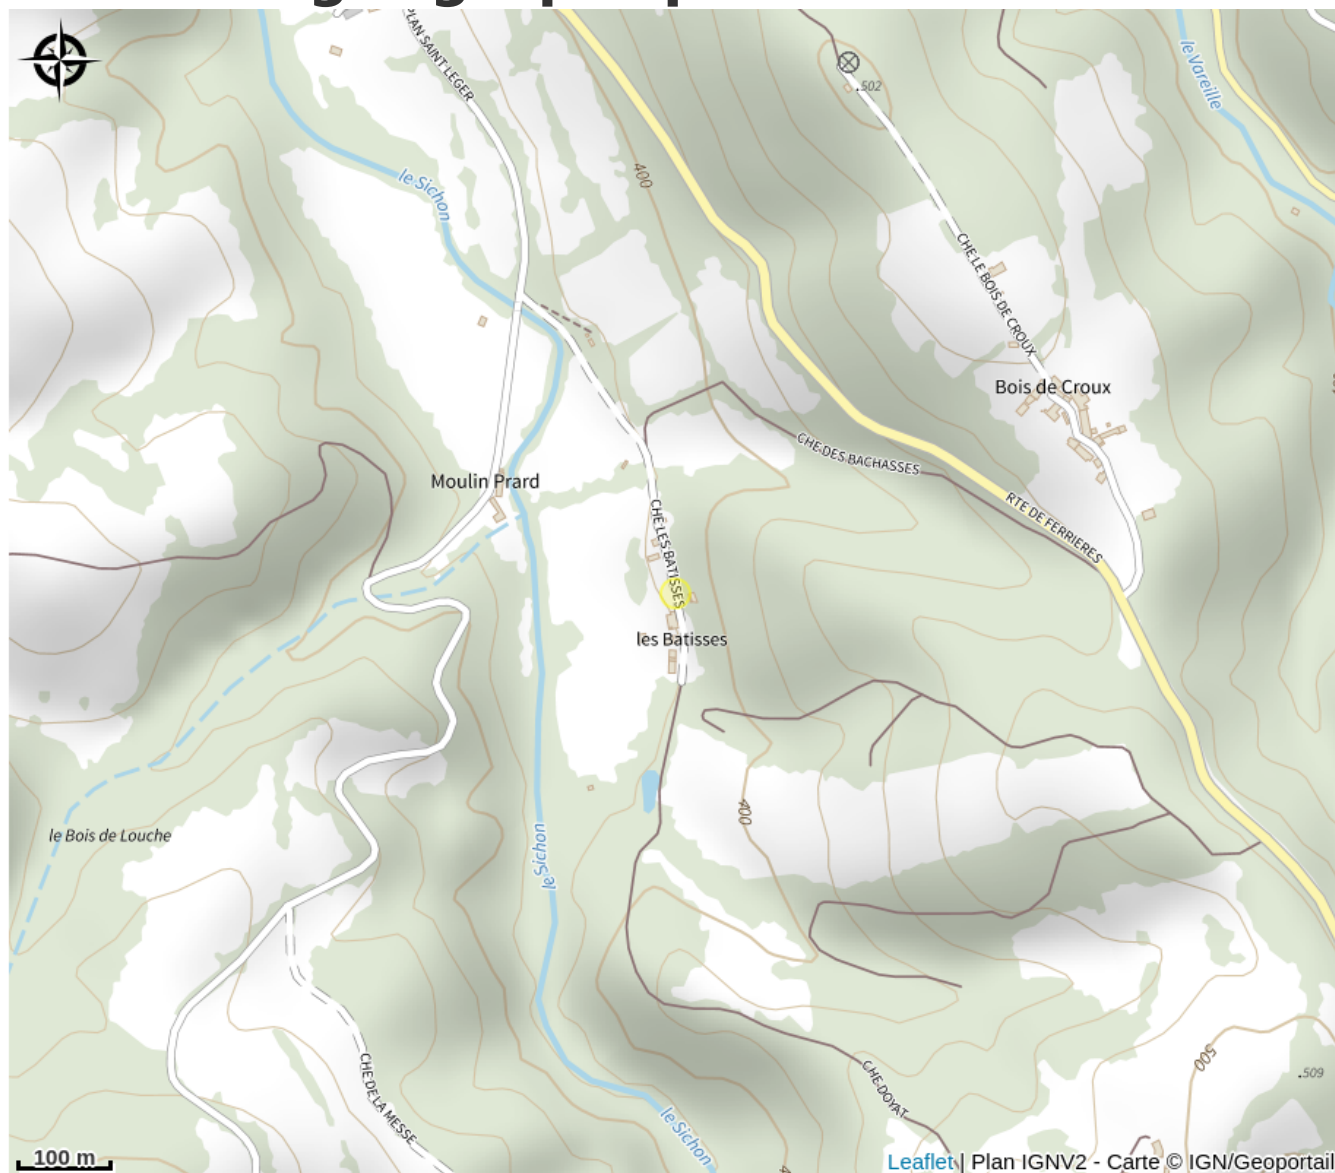 PLAN SAINT LEGER
le Vareille
.502
400
le Sichon
CHE LE BOIS DE CROUX
Bois de Croux
CHE DES BACHASSES
Moulin Prard
RTE DE FERRIERES
CHE LES BATISSES
les Batisses
400
le Bois de Louche
le Sichon
500
.509
CHE DE LA MESSE
CHE DOYAT
le Sichon
100 m
Leaflet | Plan IGNV2 - Carte © IGN/Geoportail